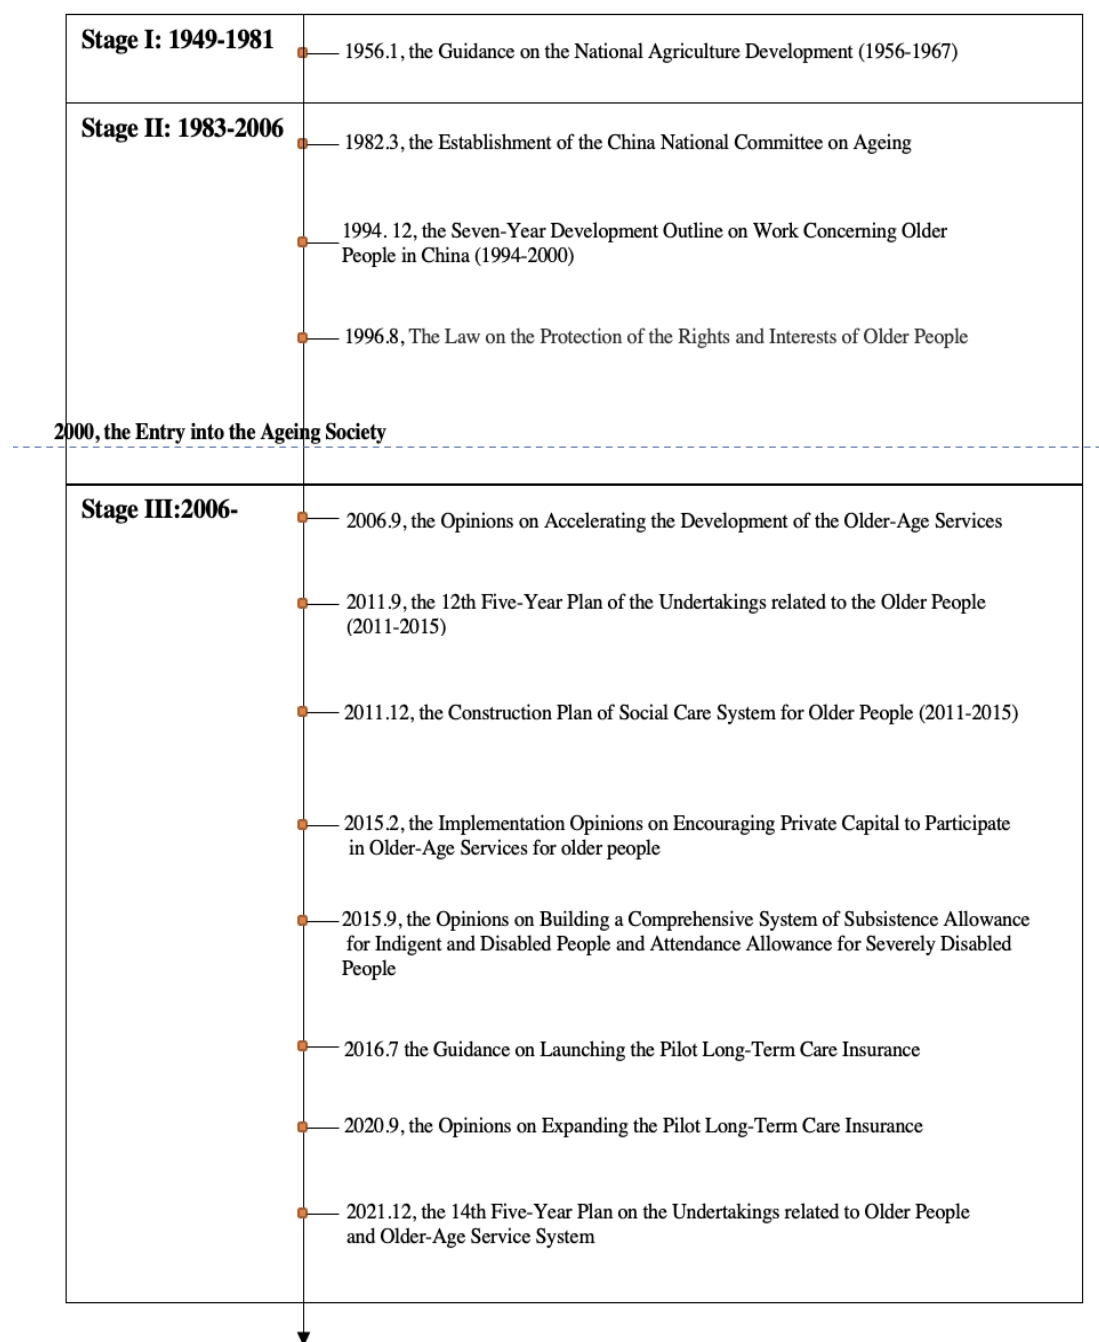 Stage I: 1949-1981
1956.1, the Guidance on the National Agriculture Development (1956-1967)
Stage II: 1983-2006
1982.3, the Establishment of the China National Committee on Ageing
1994. 12, the Seven-Year Development Outline on Work Concerning Older
People in China (1994-2000)
1996.8, The Law on the Protection of the Rights and Interests of Older People
2000, the Entry into the Ageing Society
Stage III:2006-
2006.9, the Opinions on Accelerating the Development of the Older-Age Services
2011.9, the 12th Five-Year Plan of the Undertakings related to the Older People
(2011-2015)
2011.12, the Construction Plan of Social Care System for Older People (2011-2015)
2015.2, the Implementation Opinions on Encouraging Private Capital to Participate
in Older-Age Services for older people
2015.9, the Opinions on Building a Comprehensive System of Subsistence Allowance
for Indigent and Disabled People and Attendance Allowance for Severely Disabled
People
2016.7 the Guidance on Launching the Pilot Long-Term Care Insurance
2020.9, the Opinions on Expanding the Pilot Long-Term Care Insurance
2021.12, the 14th Five-Year Plan on the Undertakings related to Older People
and Older-Age Service System